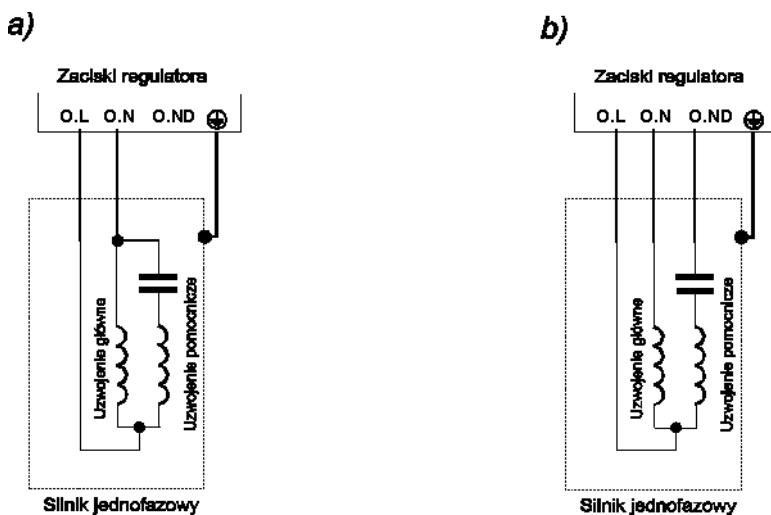 a)
Zaciski regulatora
O.L O.N O.ND
Uzwojenie główne
Uzwojenie pomocnicze
Silnik jednofazowy
b)
Zaciski regulatora
O.L O.N O.ND
Uzwojenie główne
Uzwojenie pomocnicze
Silnik jednofazowy